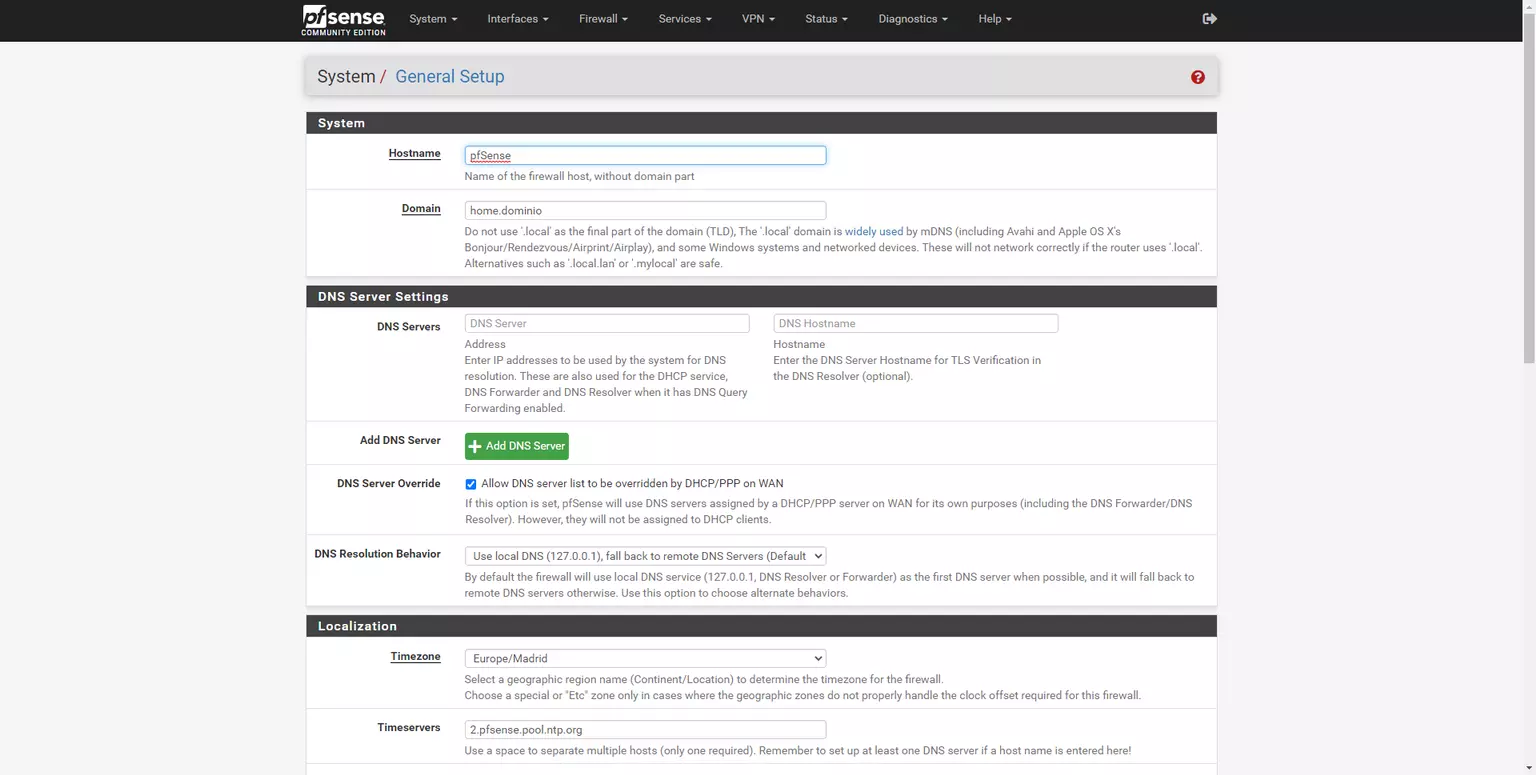 pfsense
COMMUNITY EDITION
System Interfaces Firewall Services VPN Status Diagnostics Help
System / General Setup
System
Hostname
pfSense
Name of the firewall host, without domain part
Domain
home.dominio
Do not use '.local' as the final part of the domain (TLD), The '.local' domain is widely used by mDNS (including Avahi and Apple OS X's
Bonjour/Rendezvous/Airprint/Airplay), and some Windows systems and networked devices. These will not network correctly if the router uses '.local'.
Alternatives such as '.local.lan' or '.mylocal' are safe.
DNS Server Settings
DNS Servers
DNS Server
Address
Enter IP addresses to be used by the system for DNS
resolution. These are also used for the DHCP service,
DNS Forwarder and DNS Resolver when it has DNS Query
Forwarding enabled.
DNS Hostname
Hostname
Enter the DNS Server Hostname for TLS Verification in
the DNS Resolver (optional).
Add DNS Server
Add DNS Server
DNS Server Override
Allow DNS server list to be overridden by DHCP/PPP on WAN
If this option is set, pfSense will use DNS servers assigned by a DHCP/PPP server on WAN for its own purposes (including the DNS Forwarder/DNS
Resolver). However, they will not be assigned to DHCP clients.
DNS Resolution Behavior
Use local DNS (127.0.0.1), fall back to remote DNS Servers (Default
By default the firewall will use local DNS service (127.0.0.1, DNS Resolver or Forwarder) as the first DNS server when possible, and it will fall back to
remote DNS servers otherwise. Use this option to choose alternate behaviors.
Localization
Timezone
Europe/Madrid
Select a geographic region name (Continent/Location) to determine the timezone for the firewall.
Choose a special or "Etc" zone only in cases where the geographic zones do not properly handle the clock offset required for this firewall.
Timeservers
2.pfsense.pool.ntp.org
Use a space to separate multiple hosts (only one required). Remember to set up at least one DNS server if a host name is entered here!